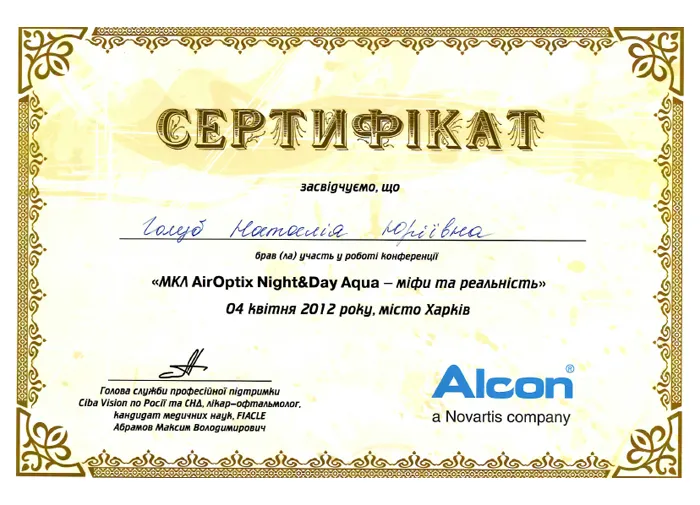 СЕРТИФІКАТ
засвідчуємо, що
Голуб Наталія Юріївна
брав (ла) участь у роботі конференції
«МКЛ AirOptix Night&Day Aqua – міфи та реальність»
04 квітня 2012 року, місто Харків
Голова служби професійної підтримки
Ciba Vision по Росії та СНД, лікар-офтальмолог,
кандидат медичних наук, FIACLE
Абрамов Максим Володимирович
Alcon®
a Novartis company